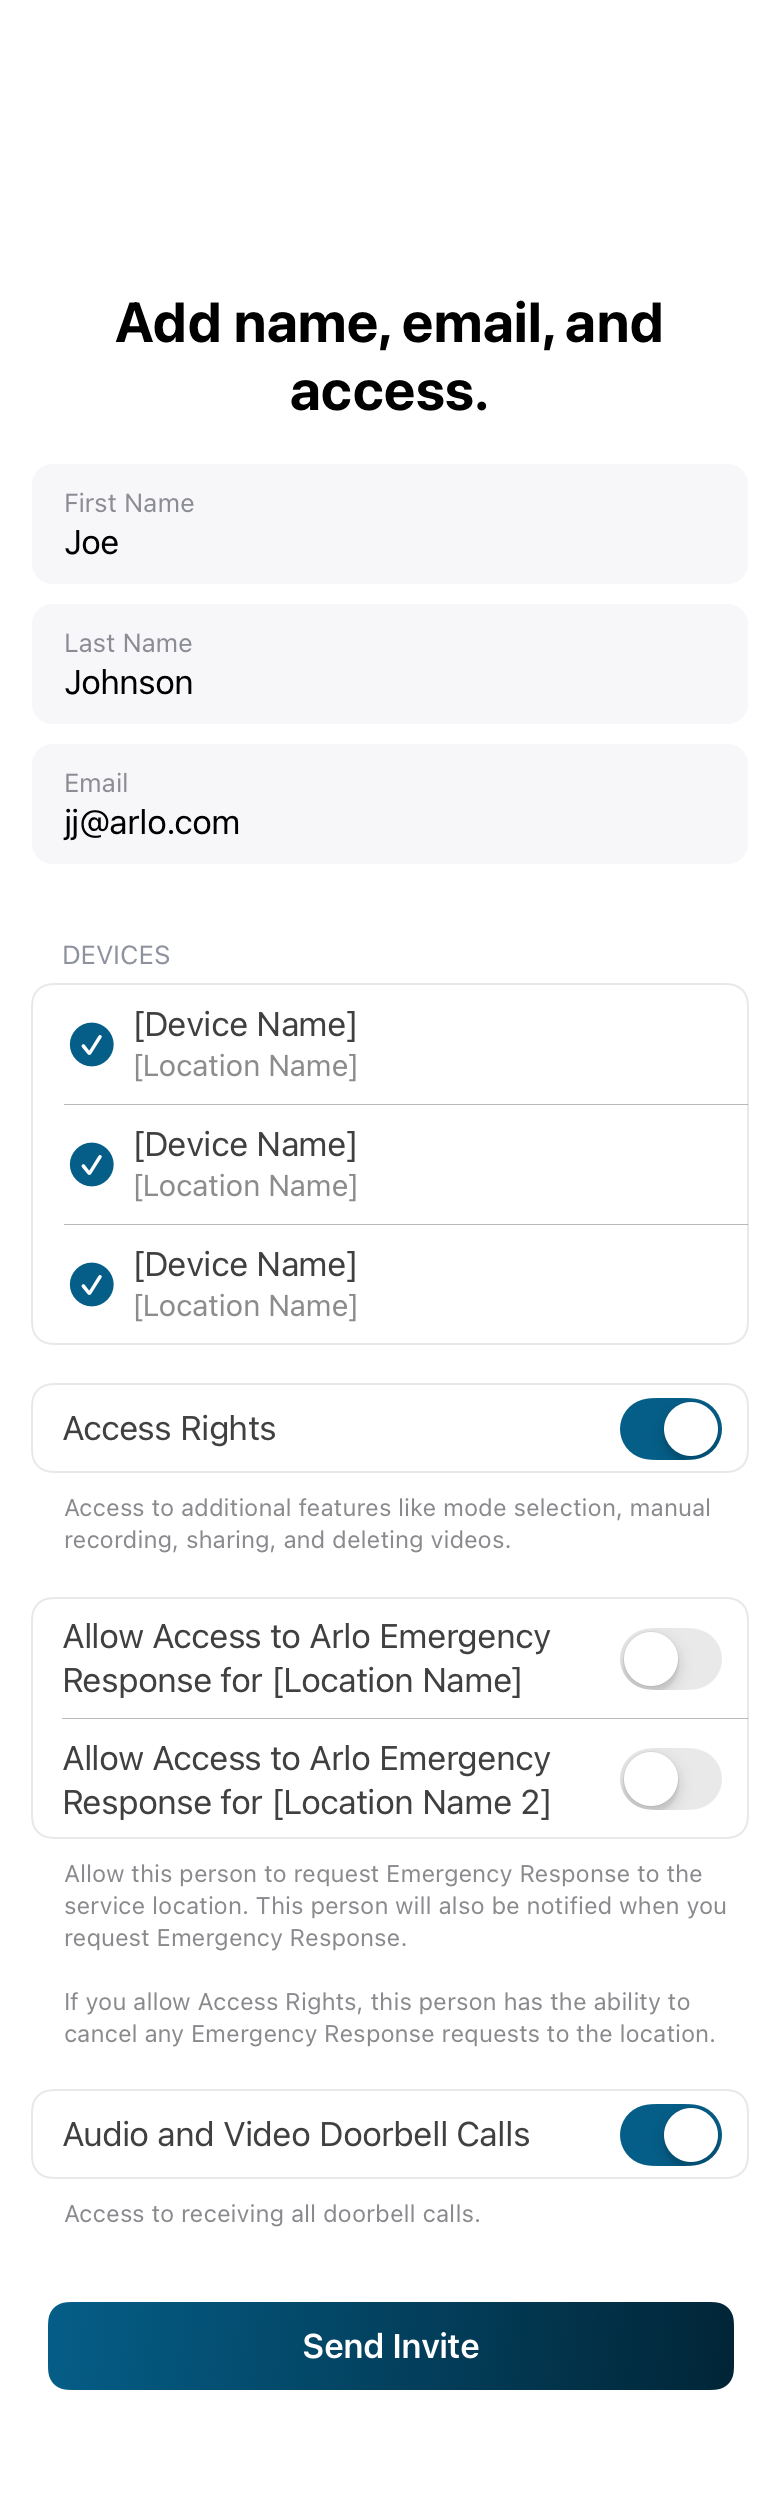 Add name, email, and
access.
First Name
Joe
Last Name
Johnson
Email
jj@arlo.com
DEVICES
[Device Name]
[Location Name]
[Device Name]
[Location Name]
[Device Name]
[Location Name]
Access Rights
Access to additional features like mode selection, manual
recording, sharing, and deleting videos.
Allow Access to Arlo Emergency
Response for [Location Name]
Allow Access to Arlo Emergency
Response for [Location Name 2]
Allow this person to request Emergency Response to the
service location. This person will also be notified when you
request Emergency Response.
If you allow Access Rights, this person has the ability to
cancel any Emergency Response requests to the location.
Audio and Video Doorbell Calls
Access to receiving all doorbell calls.
Send Invite